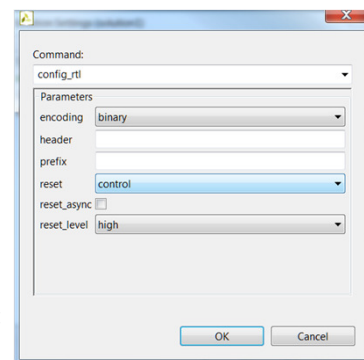 Command:
config_rtl
Parameters
encoding binary
header
prefix
reset control
reset_async
reset_level high
OK Cancel